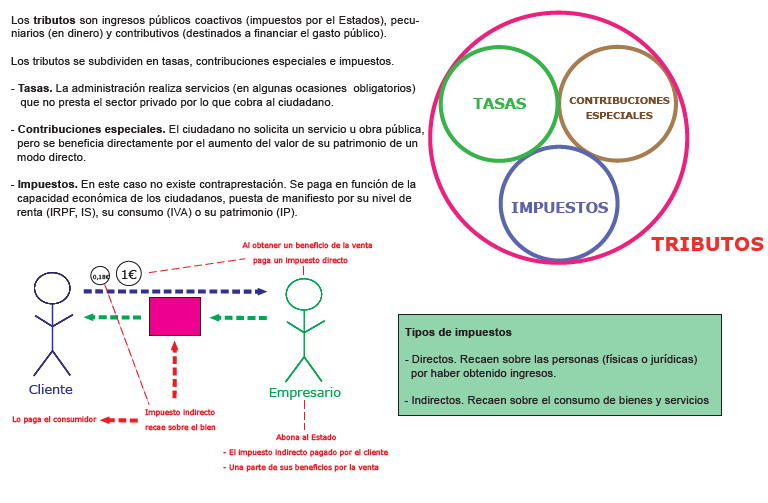 Los tributos son ingresos públicos coactivos (impuestos por el Estados), pecu-
niarios (en dinero) y contributivos (destinados a financiar el gasto público).
Los tributos se subdividen en tasas, contribuciones especiales e impuestos.
- Tasas. La administración realiza servicios (en algunas ocasiones obligatorios)
que no presta el sector privado por lo que cobra al ciudadano.
- Contribuciones especiales. El ciudadano no solicita un servicio u obra pública,
pero se beneficia directamente por el aumento del valor de su patrimonio de un
modo directo.
- Impuestos. En este caso no existe contraprestación. Se paga en función de la
capacidad económica de los ciudadanos, puesta de manifiesto por su nivel de
renta (IRPF, IS), su consumo (IVA) o su patrimonio (IP).
TASAS
CONTRIBUCIONES
ESPECIALES
IMPUESTOS
TRIBUTOS
Al obtener un beneficio de la venta
paga un impuesto directo
0,18€
1€
Cliente
Empresario
Lo paga el consumidor
Impuesto indirecto
recae sobre el bien
Abona al Estado
- El impuesto indirecto pagado por el cliente
- Una parte de sus beneficios por la venta
Tipos de impuestos
- Directos. Recaen sobre las personas (físicas o jurídicas)
por haber obtenido ingresos.
- Indirectos. Recaen sobre el consumo de bienes y servicios